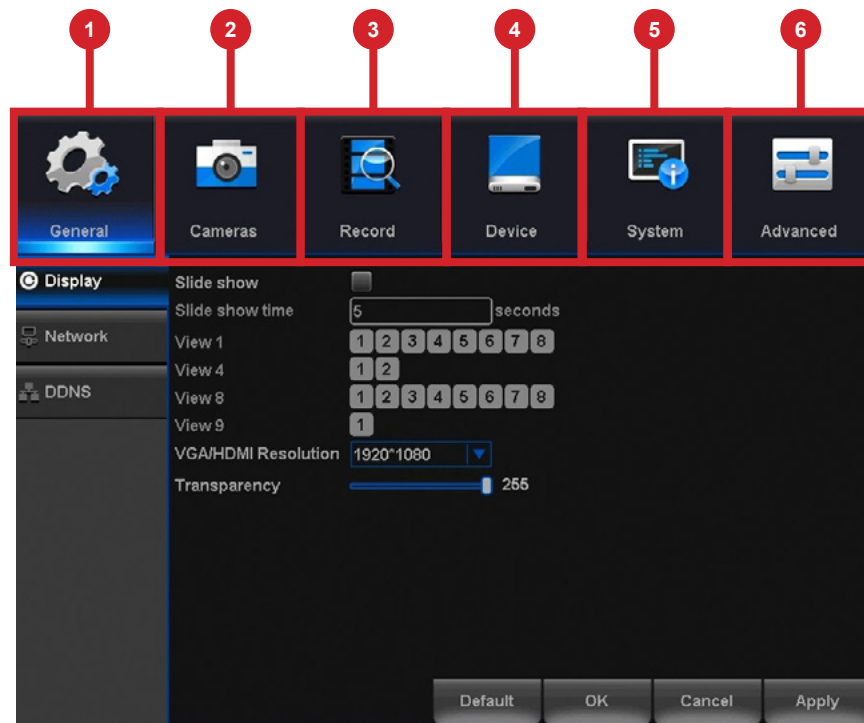 1 2 3 4 5 6
General Cameras Record Device System Advanced
Display
Network
DDNS
Slide show
Slide show time 5 seconds
View 1 1 2 3 4 5 6 7 8
View 4 1 2
View 8 1 2 3 4 5 6 7 8
View 9 1
VGA/HDMI Resolution 1920*1080
Transparency 255
Default OK Cancel Apply